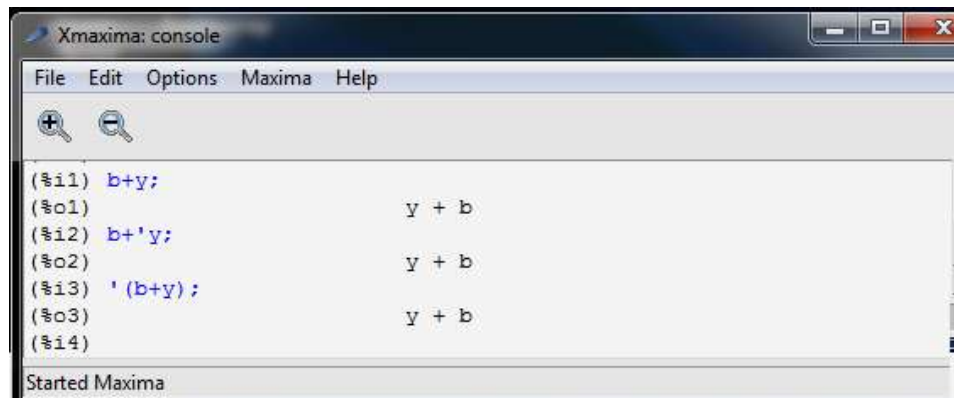 Xmaxima: console
File Edit Options Maxima Help
(%i1) b+y;
(%o1) y + b
(%i2) b+'y;
(%o2) y + b
(%i3) '(b+y);
(%o3) y + b
(%i4)
Started Maxima